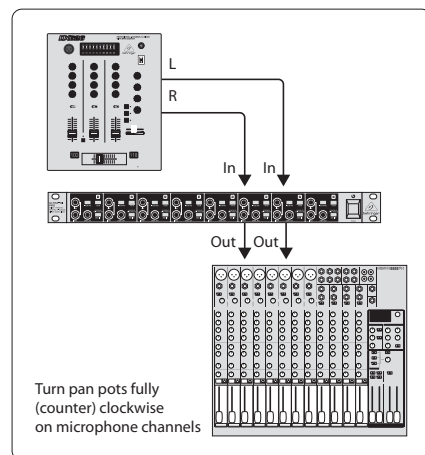 L
R
In In
Out Out
Turn pan pots fully
(counter) clockwise
on microphone channels